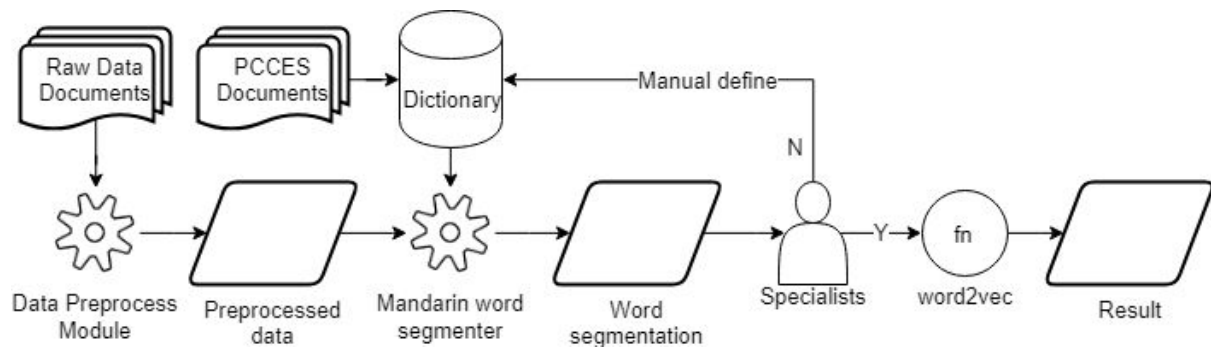 Raw Data
Documents
PCCES
Documents
Dictionary
Manual define
N
Y
fn
Data Preprocess
Module
Preprocessed
data
Mandarin word
segmenter
Word
segmentation
Specialists
word2vec
Result